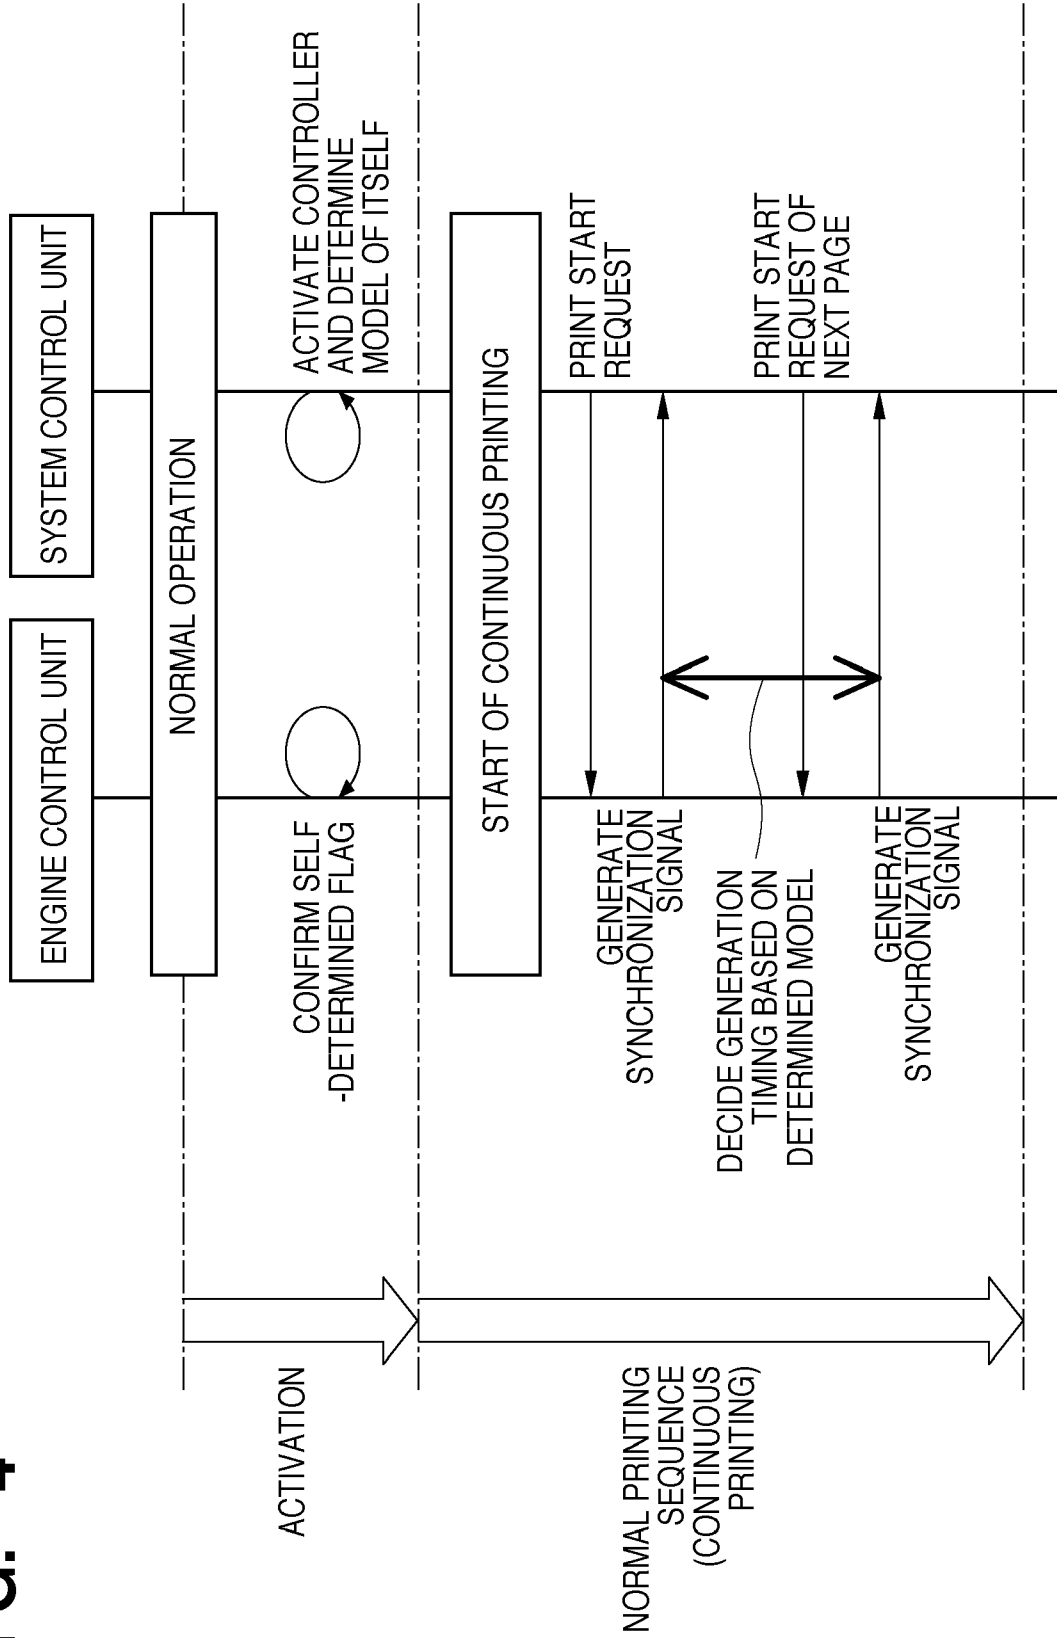 ENGINE CONTROL UNIT
SYSTEM CONTROL UNIT
NORMAL OPERATION
ACTIVATION
CONFIRM SELF
-DETERMINED FLAG
ACTIVATE CONTROLLER
AND DETERMINE
MODEL OF ITSELF
START OF CONTINUOUS PRINTING
NORMAL PRINTING
SEQUENCE
(CONTINUOUS
PRINTING)
PRINT START
REQUEST
GENERATE
SYNCHRONIZATION
SIGNAL
DECIDE GENERATION
TIMING BASED ON
DETERMINED MODEL
PRINT START
REQUEST OF
NEXT PAGE
GENERATE
SYNCHRONIZATION
SIGNAL